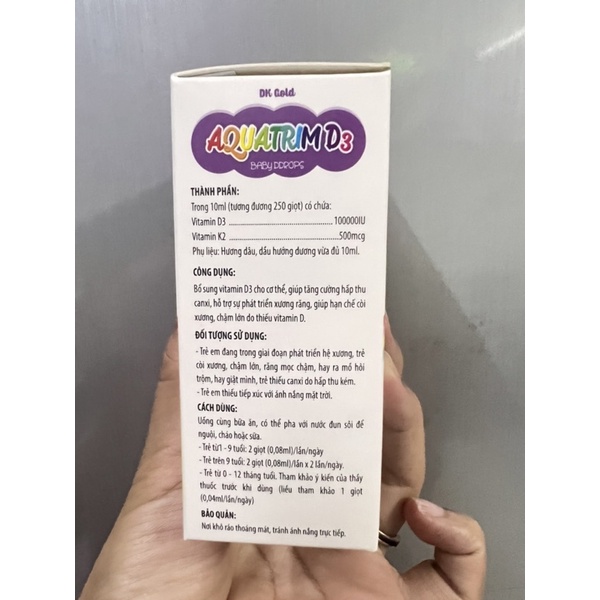 DK Gold
AQUATRIM D3
BABY DDROPS
THÀNH PHẦN:
Trong 10ml (tương đương 250 giọt) có chứa:
Vitamin D3 ........................................ 100000IU
Vitamin K2 ........................................ 500mcg
Phụ liệu: Hương dâu, dầu hướng dương vừa đủ 10ml.
CÔNG DỤNG:
Bổ sung vitamin D3 cho cơ thể, giúp tăng cường hấp thu
canxi, hỗ trợ sự phát triển xương răng, giúp hạn chế còi
xương, chậm lớn do thiếu vitamin D.
ĐỐI TƯỢNG SỬ DỤNG:
- Trẻ em đang trong giai đoạn phát triển hệ xương, trẻ
còi xương, chậm lớn, răng mọc chậm, hay ra mồ hôi
trộm, hay giật mình, trẻ thiếu canxi do hấp thu kém.
- Trẻ em thiếu tiếp xúc với ánh nắng mặt trời.
CÁCH DÙNG:
Uống cùng bữa ăn, có thể pha với nước đun sôi để
nguội, cháo hoặc sữa.
- Trẻ từ 1 - 9 tuổi: 2 giọt (0,08ml)/lần/ngày
- Trẻ trên 9 tuổi: 2 giọt (0,08ml)/lần x 2 lần/ngày.
- Trẻ từ 0 - 12 tháng tuổi. Tham khảo ý kiến của thầy
thuốc trước khi dùng (liều tham khảo 1 giọt
(0,04ml/lần/ngày)
BẢO QUẢN:
Nơi khô ráo thoáng mát, tránh ánh nắng trực tiếp.